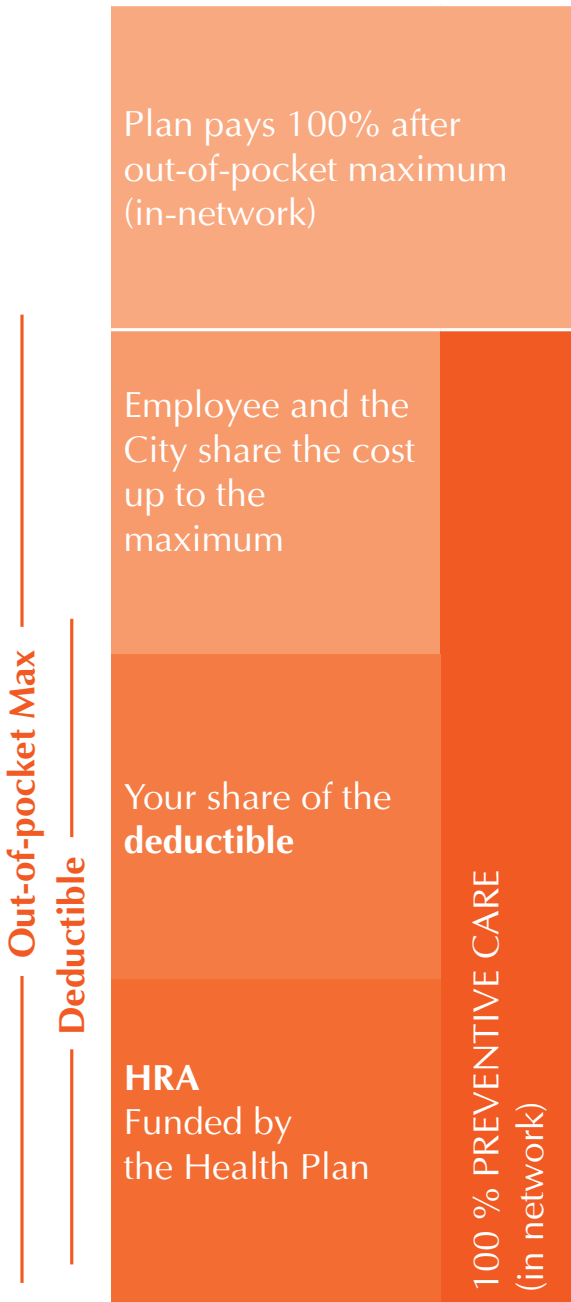 Plan pays 100% after
out-of-pocket maximum
(in-network)
Employee and the
City share the cost
up to the
maximum
Your share of the
deductible
HRA
Funded by
the Health Plan
Out-of-pocket Max
Deductible
100 % PREVENTIVE CARE
(in network)